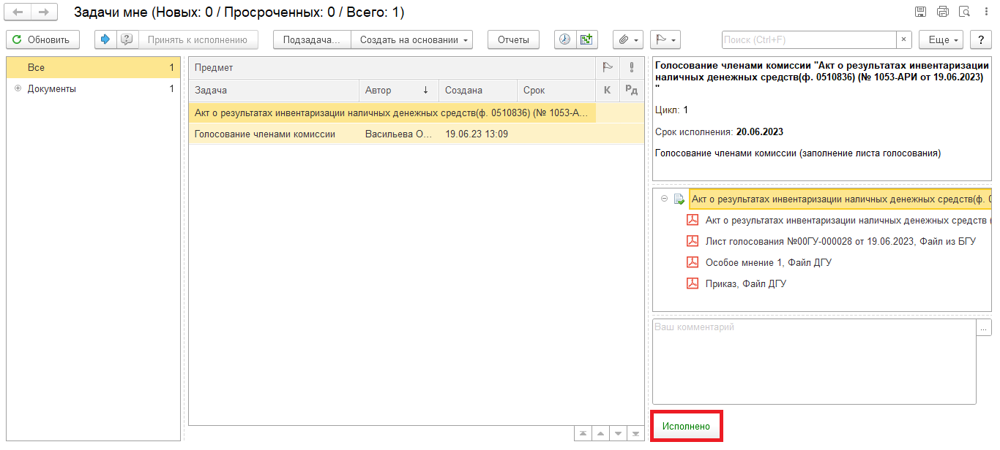 Задачи мне (Новых: 0 / Просроченных: 0 / Всего: 1)
Обновить
Принять к исполнению
Подзадача...
Создать на основании
Отчеты
Поиск (Ctrl+F)
×
Еще
?
Все 1
Документы 1
Предмет
Задача Автор ↓ Создана Срок К Рд
Акт о результатах инвентаризации наличных денежных средств(ф. 0510836) (№ 1053-А...
Голосование членами комиссии Васильева О... 19.06.23 13:09
Голосование членами комиссии "Акт о результатах инвентаризации
наличных денежных средств(ф. 0510836) (№ 1053-АРИ от 19.06.2023)
"
Цикл: 1
Срок исполнения: 20.06.2023
Голосование членами комиссии (заполнение листа голосования)
Акт о результатах инвентаризации наличных денежных средств(ф. 0
Акт о результатах инвентаризации наличных денежных средств (
Лист голосования №00ГУ-000028 от 19.06.2023, Файл из БГУ
Особое мнение 1, Файл ДГУ
Приказ, Файл ДГУ
Ваш комментарий
...
Исполнено